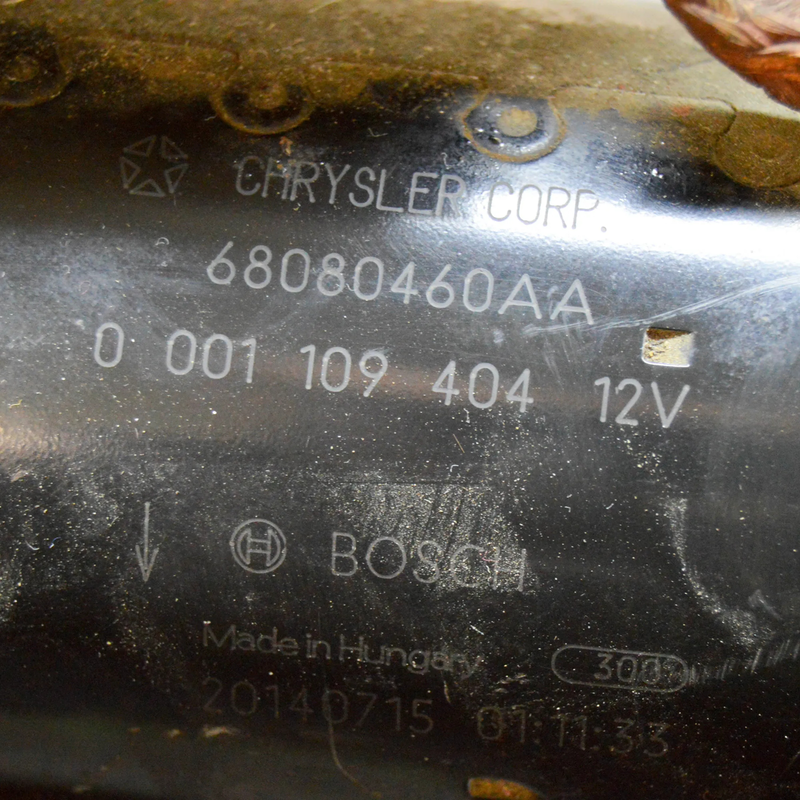 CHRYSLER CORP.
68080460AA
0 001 109 404 12V
BOSCH
Made in Hungary
20140715 01:11:33